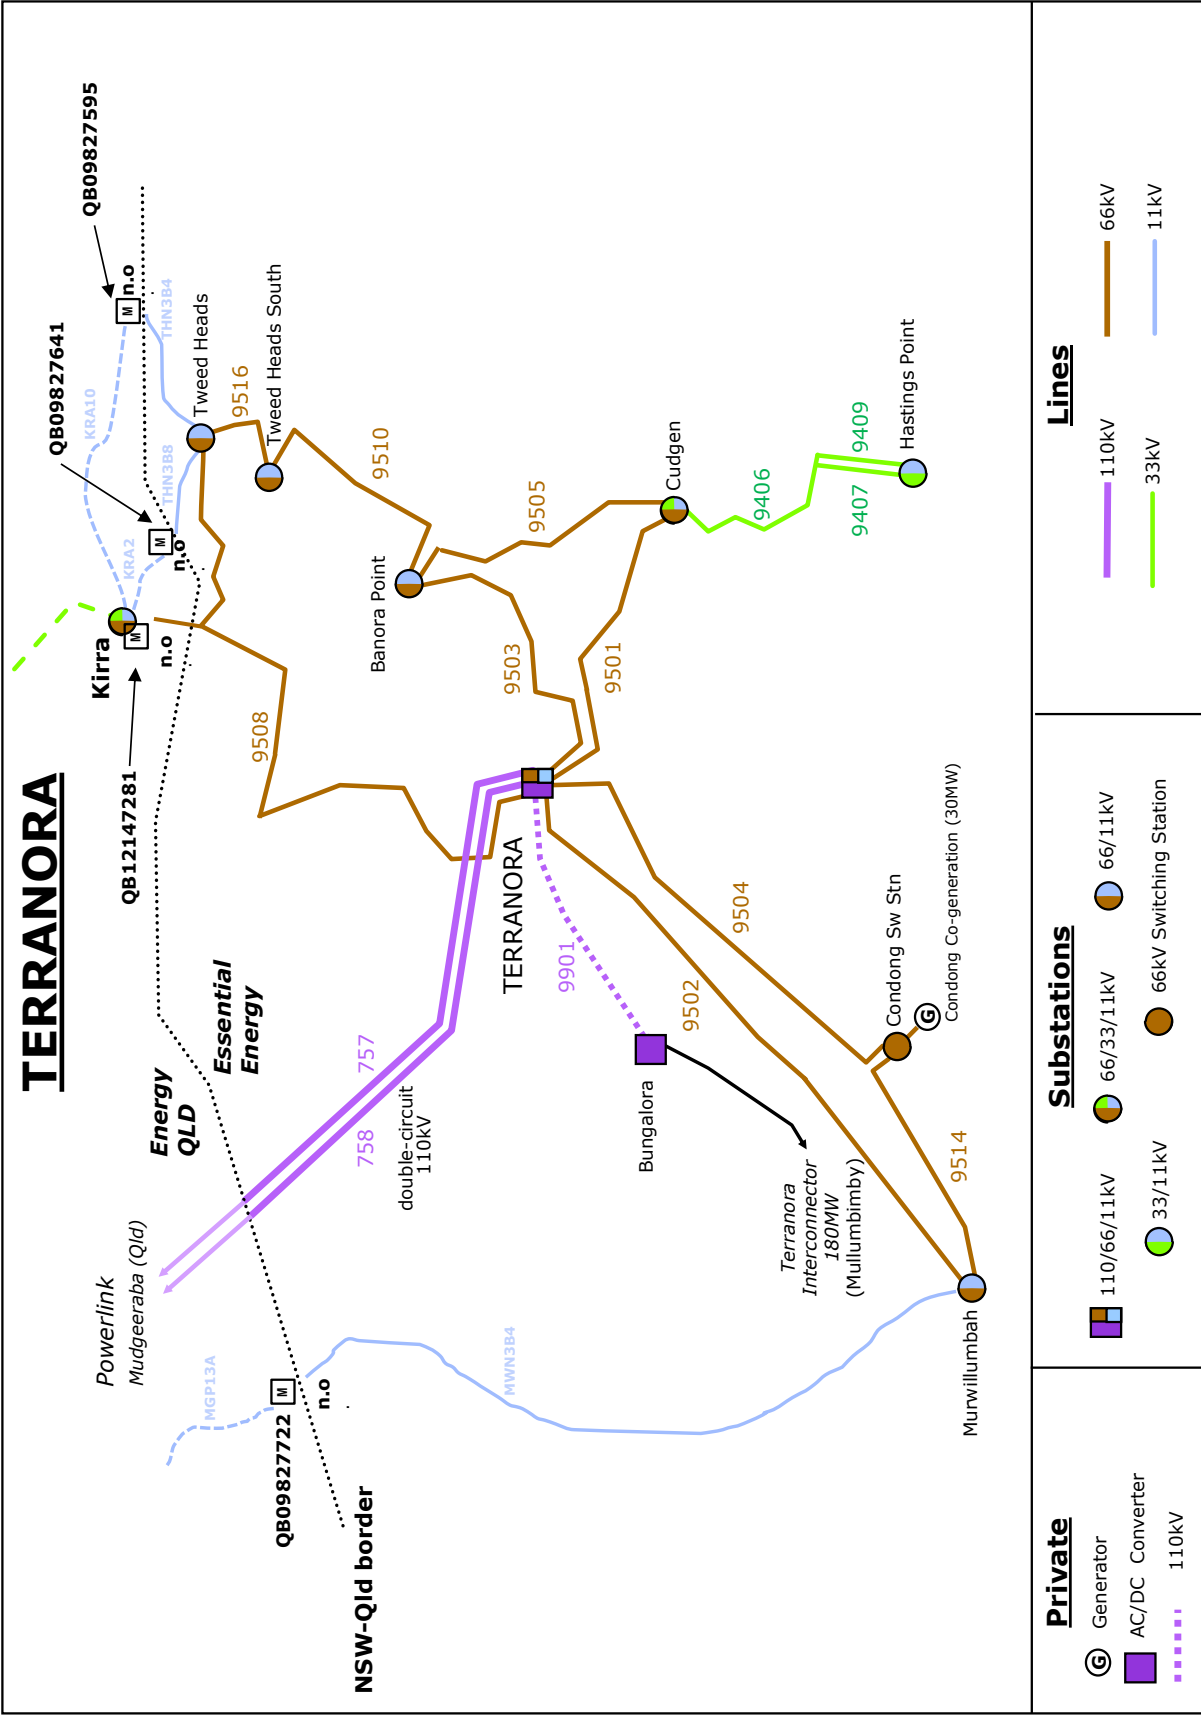 TERRANORA
QB09827595
QB09827641
QB12147281
n.o
n.o
n.o
KRA10
THN3B4
THN3B8
KRA2
Kirra
Tweed Heads
9516
Tweed Heads South
9510
9508
Banora Point
9505
9503
9501
Cudgen
9406
9407
9409
Hastings Point
Energy
QLD
Essential
Energy
Powerlink
Mudgeeraba (Qld)
758
757
double-circuit
110kV
TERRANORA
9901
9502
9504
Bungalora
Condong Sw Stn
G
Condong Co-generation (30MW)
9514
Terranora
Interconnector
180MW
(Mullumbimby)
Murwillumbah
MGP13A
MWN3B4
QB09827722
n.o
M
M
M
M
NSW-Qld border
Private
G Generator
AC/DC Converter
110kV
Substations
110/66/11kV
66/33/11kV
66/11kV
33/11kV
66kV Switching Station
Lines
110kV
66kV
33kV
11kV